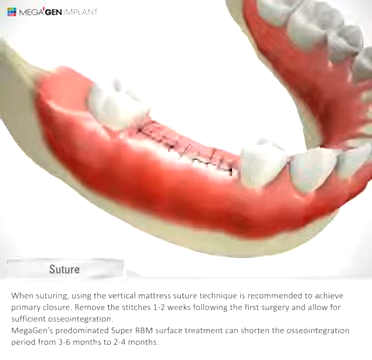 MEGA'GEN IMPLANT
Suture
When suturing, using the vertical mattress suture technique is recommended to achieve
primary closure. Remove the stitches 1-2 weeks following the first surgery and allow for
sufficient osseointegration.
MegaGen's predominated Super RBM surface treatment can shorten the osseointegration
period from 3-6 months to 2-4 months.